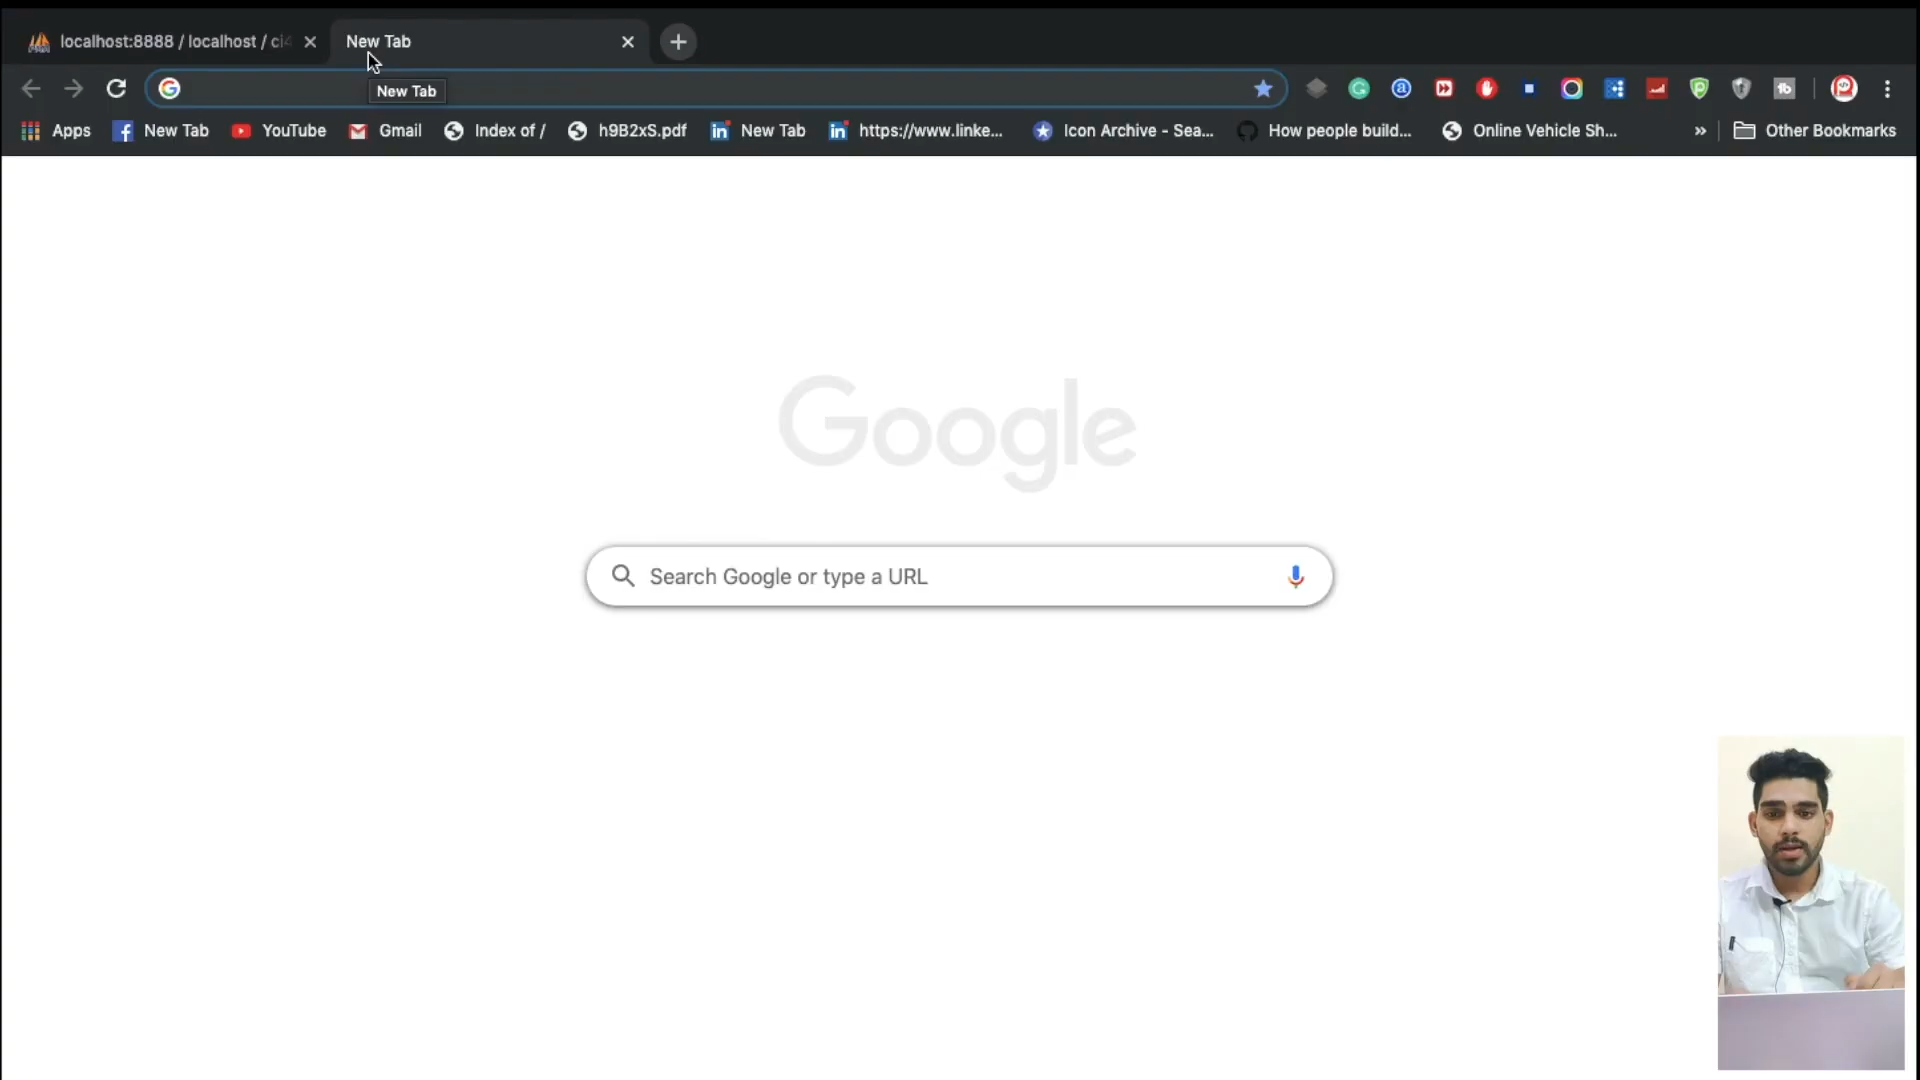 localhost:8888 / localhost / ci4
New Tab
New Tab
Apps
New Tab
YouTube
Gmail
Index of /
h9B2xS.pdf
New Tab
https://www.linke...
Icon Archive - Sea...
How people build...
Online Vehicle Sh...
»
Other Bookmarks
Google
Search Google or type a URL